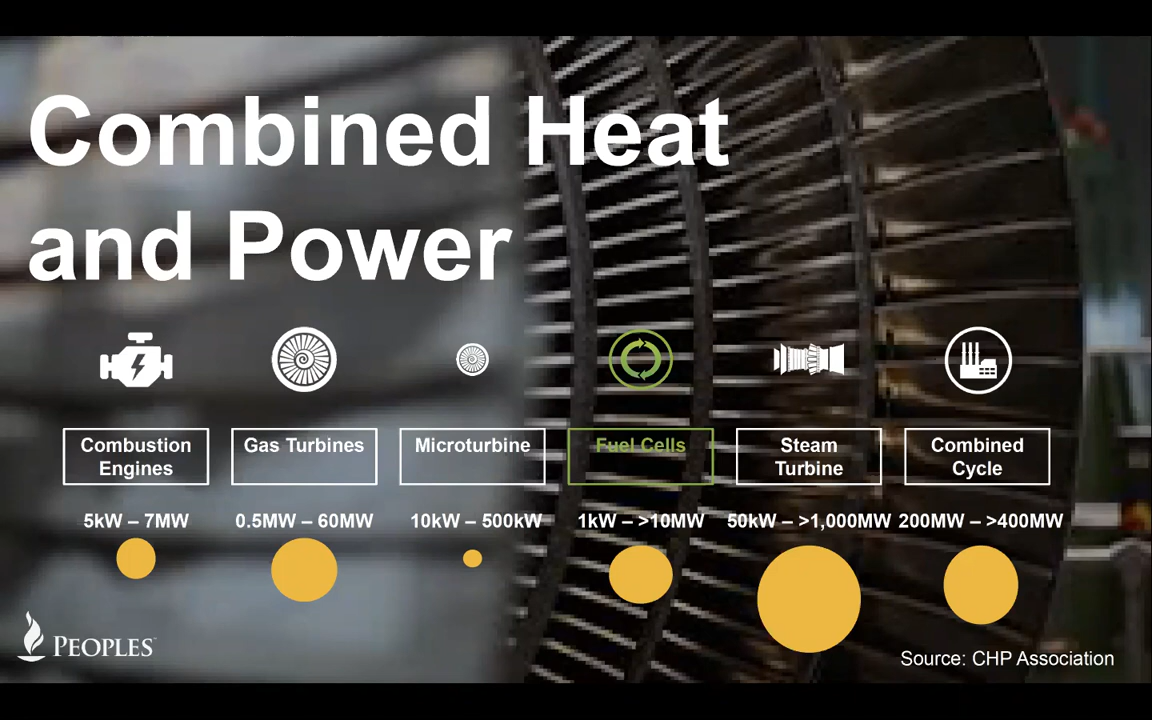 Combined Heat
and Power
Combustion
Engines
Gas Turbines
Microturbine
Fuel Cells
Steam
Turbine
Combined
Cycle
5kW – 7MW
0.5MW – 60MW
10kW – 500kW
1kW – >10MW
50kW – >1,000MW
200MW – >400MW
PEOPLES™
Source: CHP Association